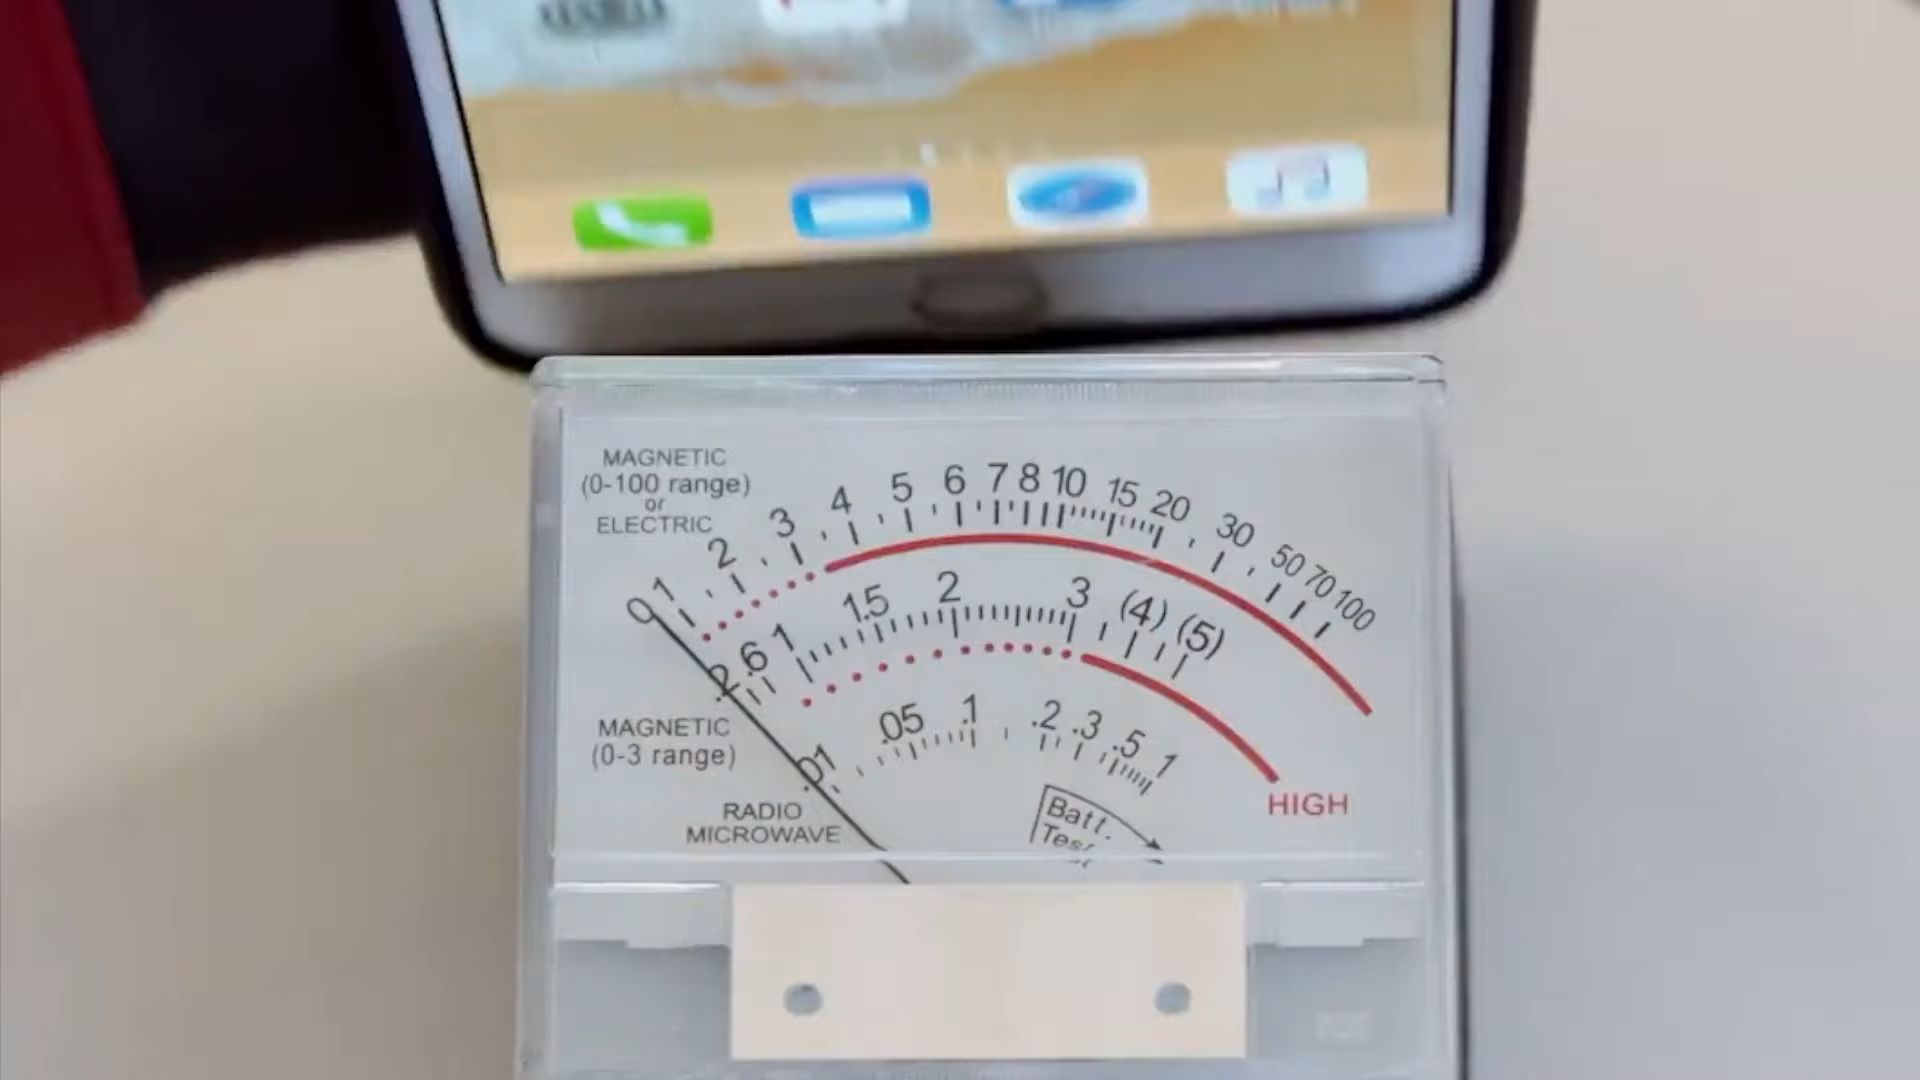 MAGNETIC
(0-100 range)
or
ELECTRIC
0 1 2 3 4 5 6 7 8 10 15 20 30 50 70 100
.2 .6 1 1.5 2 3 (4) (5)
MAGNETIC
(0-3 range)
.01 .05 .1 .2 .3 .5 1
RADIO
MICROWAVE
HIGH
Batt.
Test